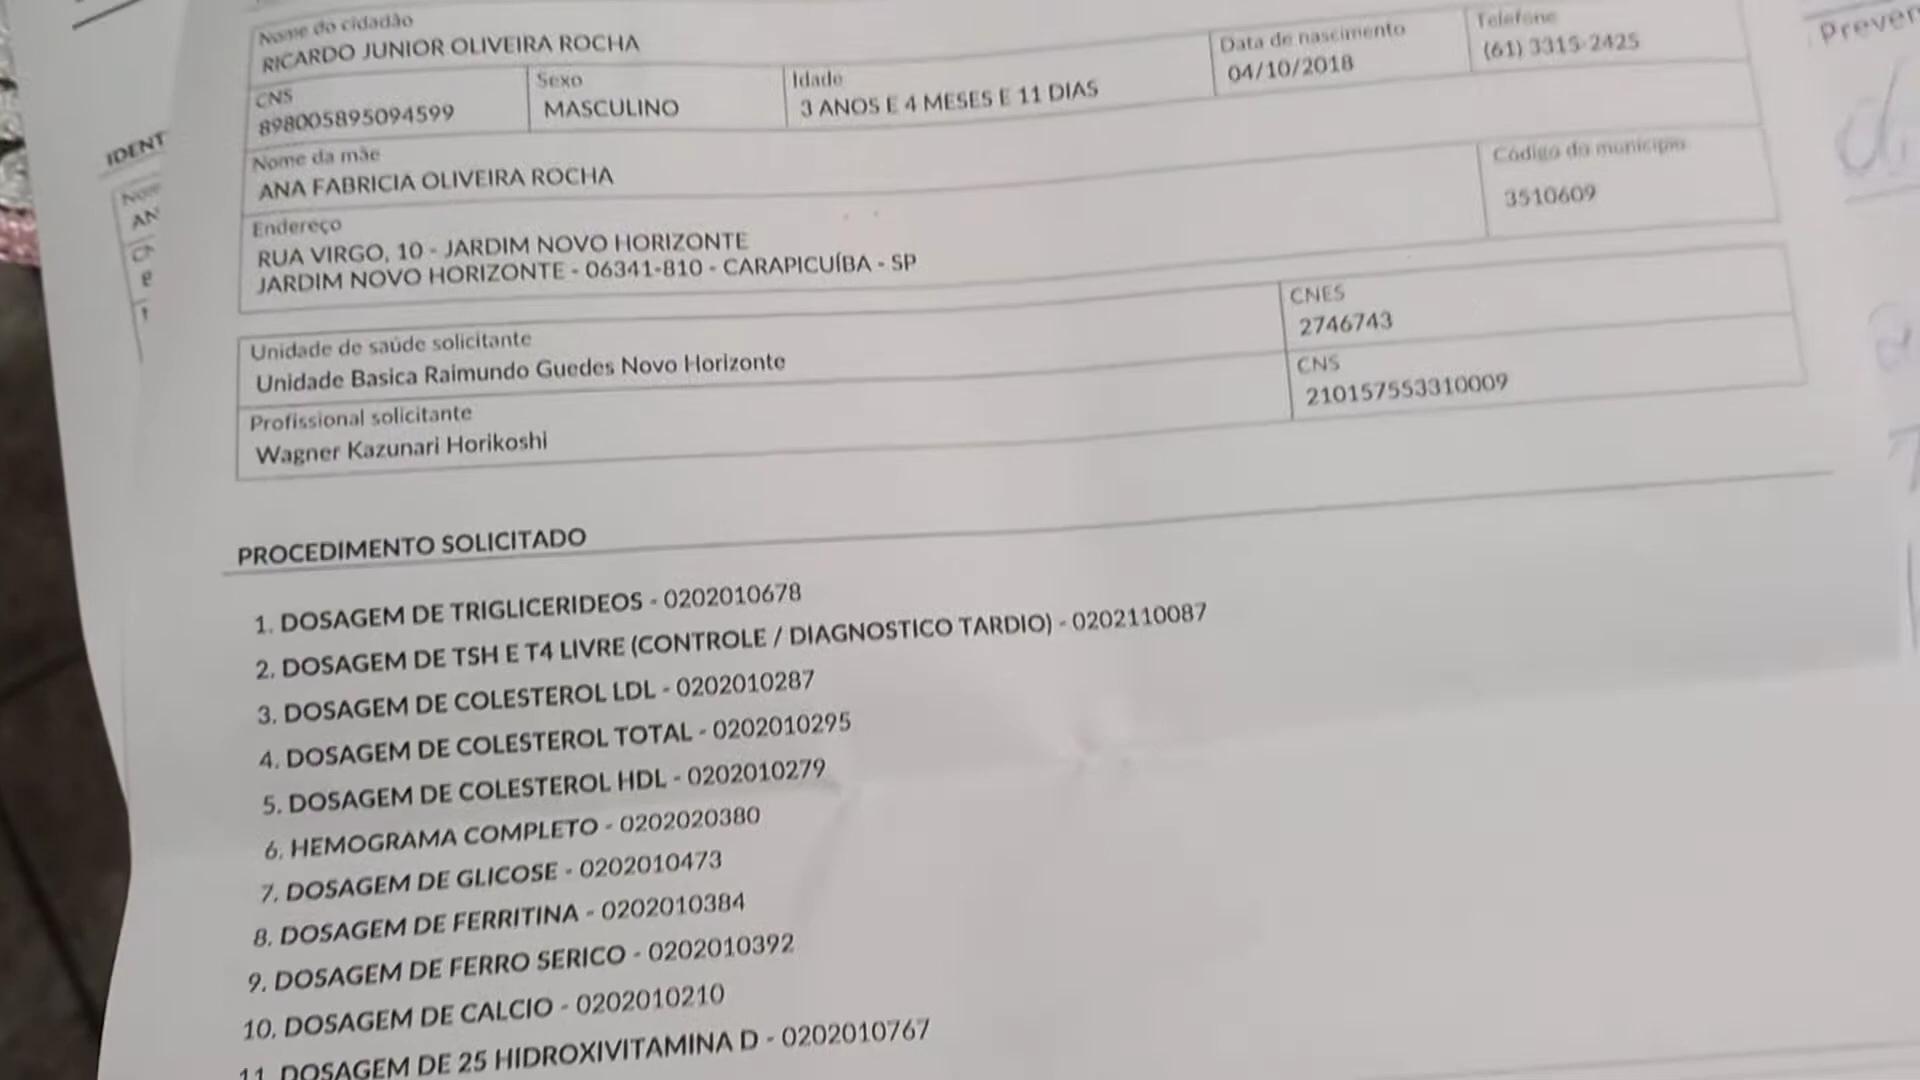 Nome do cidadão
RICARDO JUNIOR OLIVEIRA ROCHA
Data de nascimento
04/10/2018
Telefone
(61) 3315-2425
CNS
898005895094599
Sexo
MASCULINO
Idade
3 ANOS E 4 MESES E 11 DIAS
Nome da mãe
ANA FABRICIA OLIVEIRA ROCHA
Endereço
RUA VIRGO, 10 - JARDIM NOVO HORIZONTE
JARDIM NOVO HORIZONTE - 06341-810 - CARAPICUÍBA - SP
Código do município
3510609
Unidade de saúde solicitante
Unidade Basica Raimundo Guedes Novo Horizonte
CNES
2746743
Profissional solicitante
Wagner Kazunari Horikoshi
CNS
210157553310009
PROCEDIMENTO SOLICITADO
1. DOSAGEM DE TRIGLICERIDEOS - 0202010678
2. DOSAGEM DE TSH E T4 LIVRE (CONTROLE / DIAGNOSTICO TARDIO) - 0202110087
3. DOSAGEM DE COLESTEROL LDL - 0202010287
4. DOSAGEM DE COLESTEROL TOTAL - 0202010295
5. DOSAGEM DE COLESTEROL HDL - 0202010279
6. HEMOGRAMA COMPLETO - 0202020380
7. DOSAGEM DE GLICOSE - 0202010473
8. DOSAGEM DE FERRITINA - 0202010384
9. DOSAGEM DE FERRO SERICO - 0202010392
10. DOSAGEM DE CALCIO - 0202010210
11. DOSAGEM DE 25 HIDROXIVITAMINA D - 0202010767
IDENT
AN
Preven